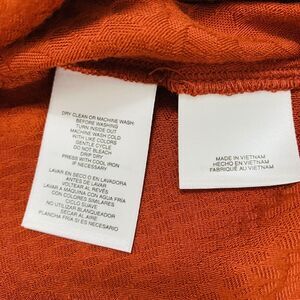 DRY CLEAN OR MACHINE WASH:
BEFORE WASHING
TURN INSIDE OUT
MACHINE WASH COLD
WITH LIKE COLORS
GENTLE CYCLE
DO NOT BLEACH
DRIP DRY
PRESS WITH COOL IRON
IF NECESSARY
LAVAR EN SECO O EN LAVADORA
ANTES DE LAVAR
VOLTEAR AL REVÉS
LAVAR A MAQUINA CON AGUA FRÍA
CON COLORES SIMILARES
CICLO SUAVE
NO UTILIZAR BLANQUEADOR
SECAR AL AIRE
PLANCHA FRÍA SI ES NECESARIO
MADE IN VIETNAM
HECHO EN VIETNAM
FABRIQUÉ AU VIETNAM